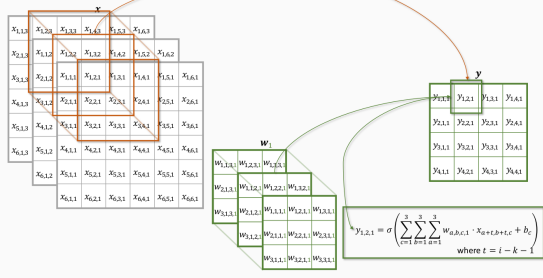 x
x1,1,3 x1,2,3 x1,3,3 x1,4,3 x1,5,3 x1,6,3
x2,1,3 x1,1,2 x1,2,2 x1,3,2 x1,4,2 x1,5,2 x1,6,2
x3,1,3 x2,1,2 x1,1,1 x1,2,1 x1,3,1 x1,4,1 x1,5,1 x1,6,1
x4,1,3 x3,1,2 x2,1,1 x2,2,1 x2,3,1 x2,4,1 x2,5,1 x2,6,1
x5,1,3 x4,1,2 x3,1,1 x3,2,1 x3,3,1 x3,4,1 x3,5,1 x3,6,1
x6,1,3 x5,1,2 x4,1,1 x4,2,1 x4,3,1 x4,4,1 x4,5,1 x4,6,1
x6,1,2 x5,1,1 x5,2,1 x5,3,1 x5,4,1 x5,5,1 x5,6,1
x6,1,1 x6,2,1 x6,3,1 x6,4,1 x6,5,1 x6,6,1
y
y1,1,1 y1,2,1 y1,3,1 y1,4,1
y2,1,1 y2,2,1 y2,3,1 y2,4,1
y3,1,1 y3,2,1 y3,3,1 y3,4,1
y4,1,1 y4,2,1 y4,3,1 y4,4,1
w1
w1,1,3,1 w1,2,3,1 w1,3,3,1
w2,1,3,1 w1,1,2,1 w1,2,2,1 w1,3,2,1
w3,1,3,1 w2,1,2,1 w1,1,1,1 w1,2,1,1 w1,3,1,1
w3,1,2,1 w2,1,1,1 w2,2,1,1 w2,3,1,1
w3,1,1,1 w3,2,1,1 w3,3,1,1
y1,2,1 = σ(∑3c=1 ∑3b=1 ∑3a=1 wa,b,c,1 · xa+t,b+t,c + bc)
where t = i − k − 1